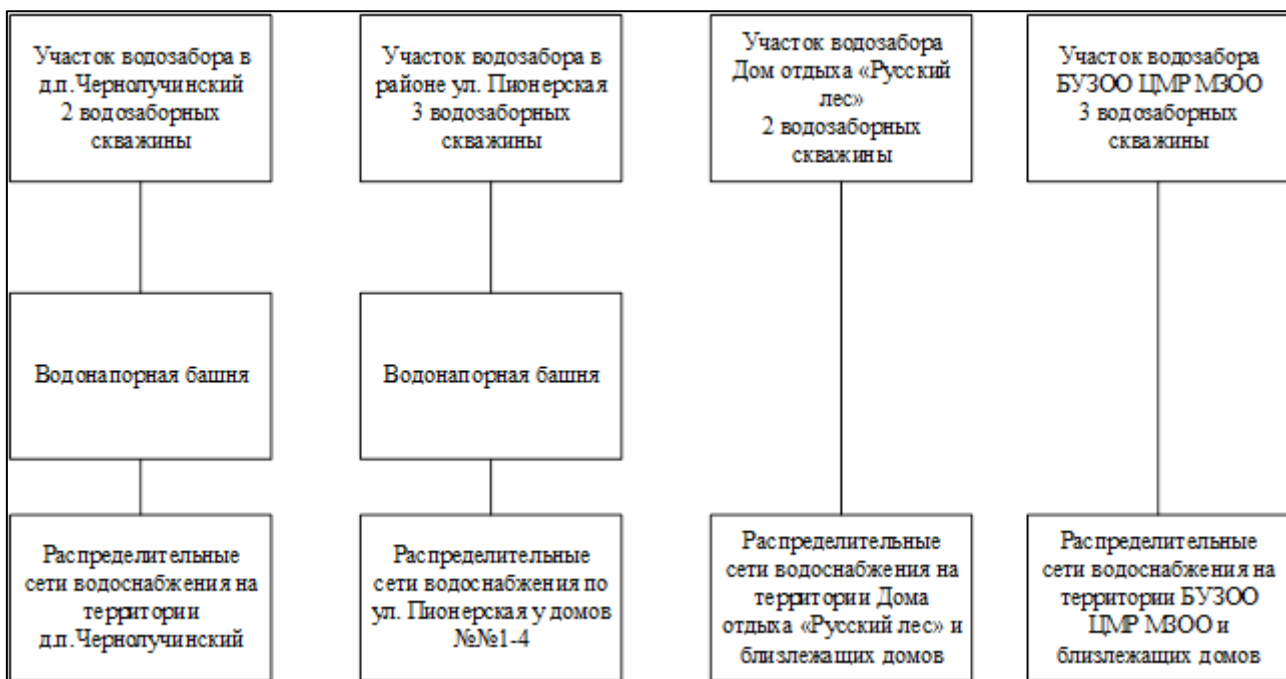 Участок водозабора в
д.п.Чернолучинский
2 водозаборных
скважины
Участок водозабора в
районе ул. Пионерская
3 водозаборных
скважины
Участок водозабора
Дом отдыха «Русский
лес»
2 водозаборных
скважины
Участок водозабора
БУЗОО ЦМР МЗОО
3 водозаборных
скважины
Водонапорная башня
Водонапорная башня
Распределительные
сети водоснабжения на
территории
д.п.Чернолучинский
Распределительные
сети водоснабжения по
ул. Пионерская у домов
№№1-4
Распределительные
сети водоснабжения на
территории Дома
отдыха «Русский лес» и
близлежащих домов
Распределительные
сети водоснабжения на
территории БУЗОО
ЦМР МЗОО и
близлежащих домов